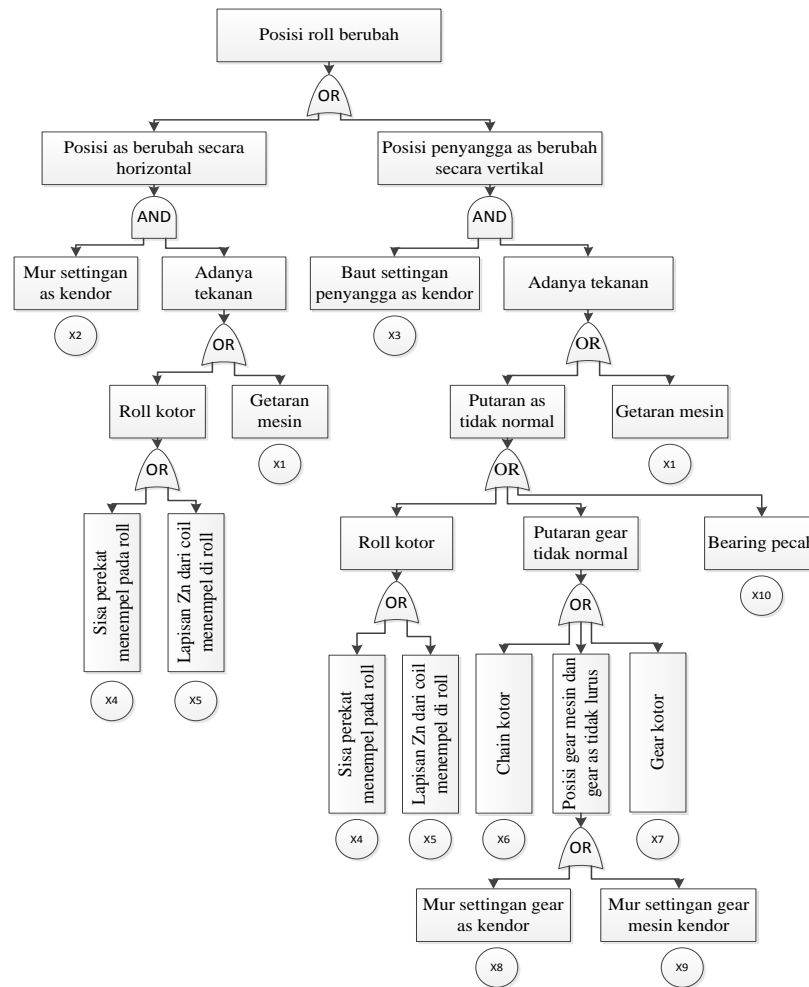 Posisi roll berubah
OR
Posisi as berubah secara
horizontal
Posisi penyangga as berubah
secara vertikal
AND
AND
Mur settingan
as kendor
Adanya
tekanan
Baut settingan
penyangga as kendor
Adanya tekanan
X2
X3
OR
OR
Roll kotor
Getaran
mesin
Putaran as
tidak normal
Getaran mesin
X1
X1
OR
OR
Sisa perekat
menempel pada roll
Lapisan Zn dari coil
menempel di roll
Roll kotor
Putaran gear
tidak normal
Bearing pecah
X4
X5
X10
OR
OR
Sisa perekat
menempel pada roll
Lapisan Zn dari coil
menempel di roll
Chain kotor
Posisi gear mesin dan
gear as tidak lurus
Gear kotor
X4
X5
X6
X7
OR
Mur settingan gear
as kendor
Mur settingan gear
mesin kendor
X8
X9